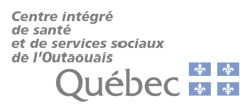 Centre intégré
de santé
et de services sociaux
de l'Outaouais
Québec